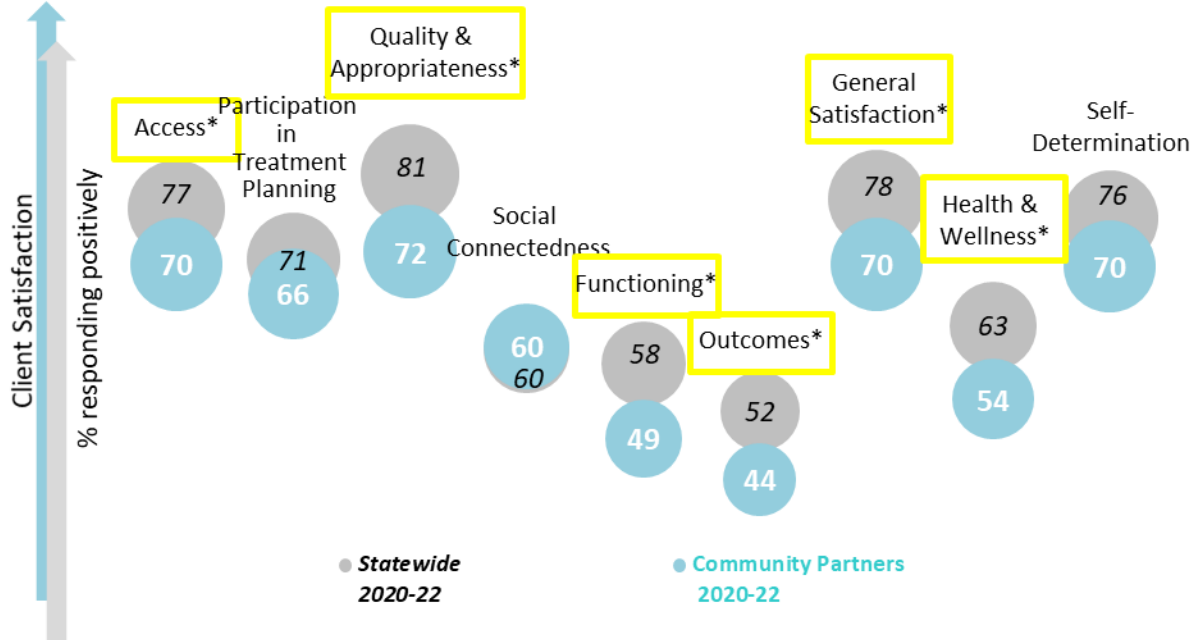 Client Satisfaction
% responding positively
Access*
77
70
Participation
in
Treatment
Planning
71
66
Quality &
Appropriateness*
81
72
Social
Connectedness
60
60
Functioning*
58
49
Outcomes*
52
44
General
Satisfaction*
78
70
Health &
Wellness*
63
54
Self-
Determination
76
70
Statewide
2020-22
Community Partners
2020-22